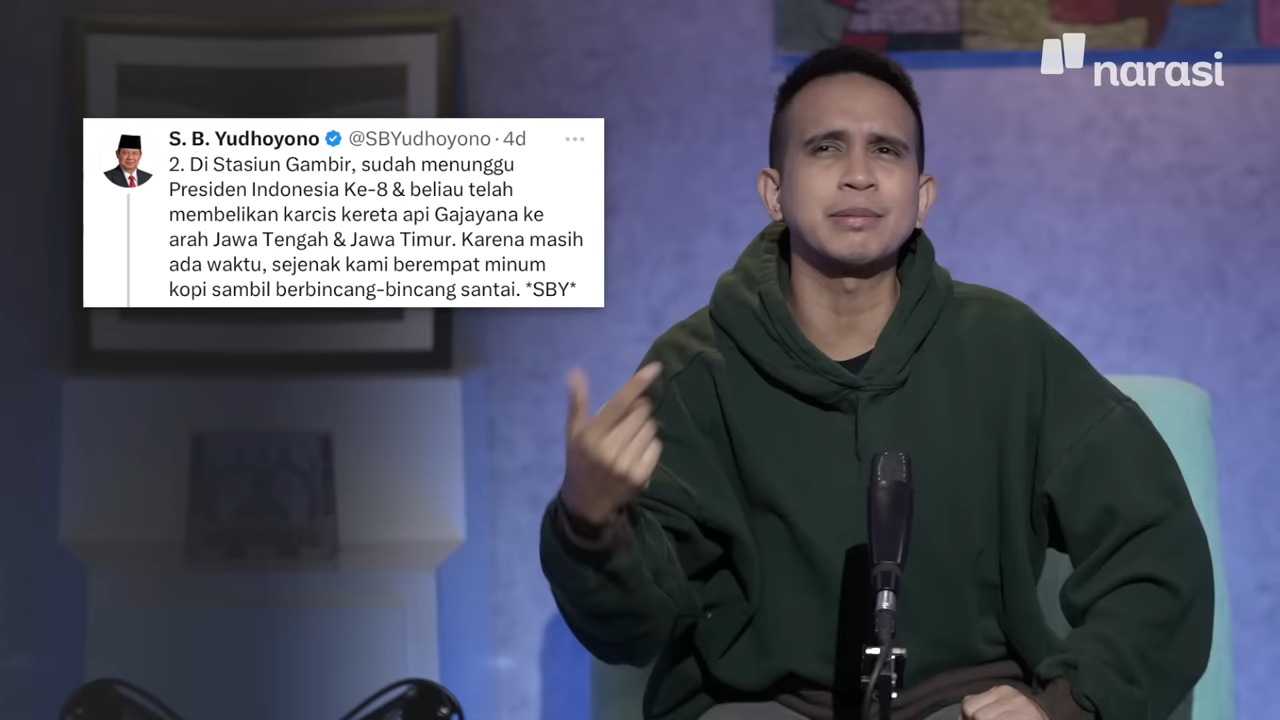 narasi
S. B. Yudhoyono @SBYudhoyono · 4d
2. Di Stasiun Gambir, sudah menunggu
Presiden Indonesia Ke-8 & beliau telah
membelikan karcis kereta api Gajayana ke
arah Jawa Tengah & Jawa Timur. Karena masih
ada waktu, sejenak kami berempat minum
kopi sambil berbincang-bincang santai. *SBY*